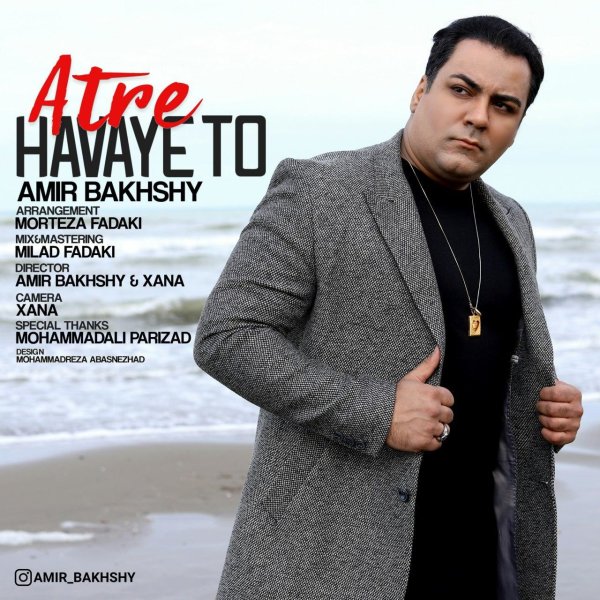 Atre
HAVAYE TO
AMIR BAKHSHY
ARRANGEMENT
MORTEZA FADAKI
MIX&MASTERING
MILAD FADAKI
DIRECTOR
AMIR BAKHSHY & XANA
CAMERA
XANA
SPECIAL THANKS
MOHAMMADALI PARIZAD
DESIGN
MOHAMMADREZA ABASNEZHAD
AMIR_BAKHSHY